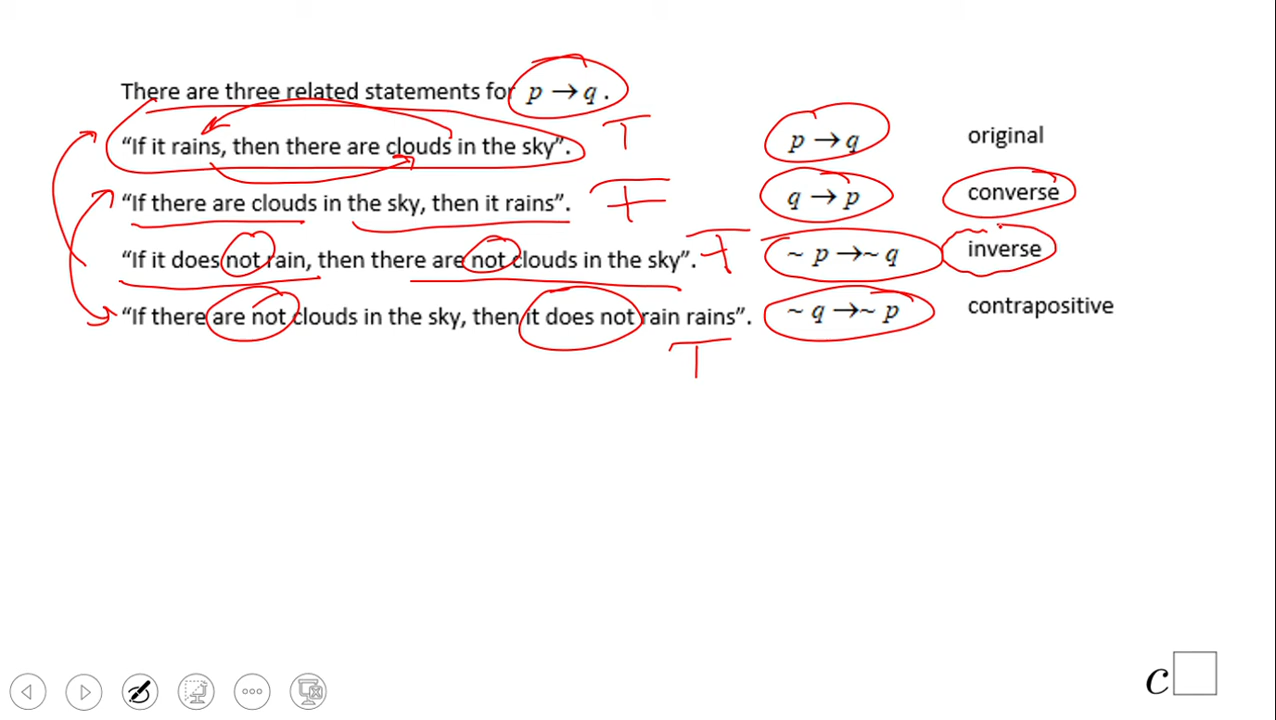 There are three related statements for p → q .
“If it rains, then there are clouds in the sky”. T p → q original
“If there are clouds in the sky, then it rains”. F q → p converse
“If it does not rain, then there are not clouds in the sky”. F ~ p →~ q inverse
“If there are not clouds in the sky, then it does not rain rains”. ~ q →~ p contrapositive
T
c